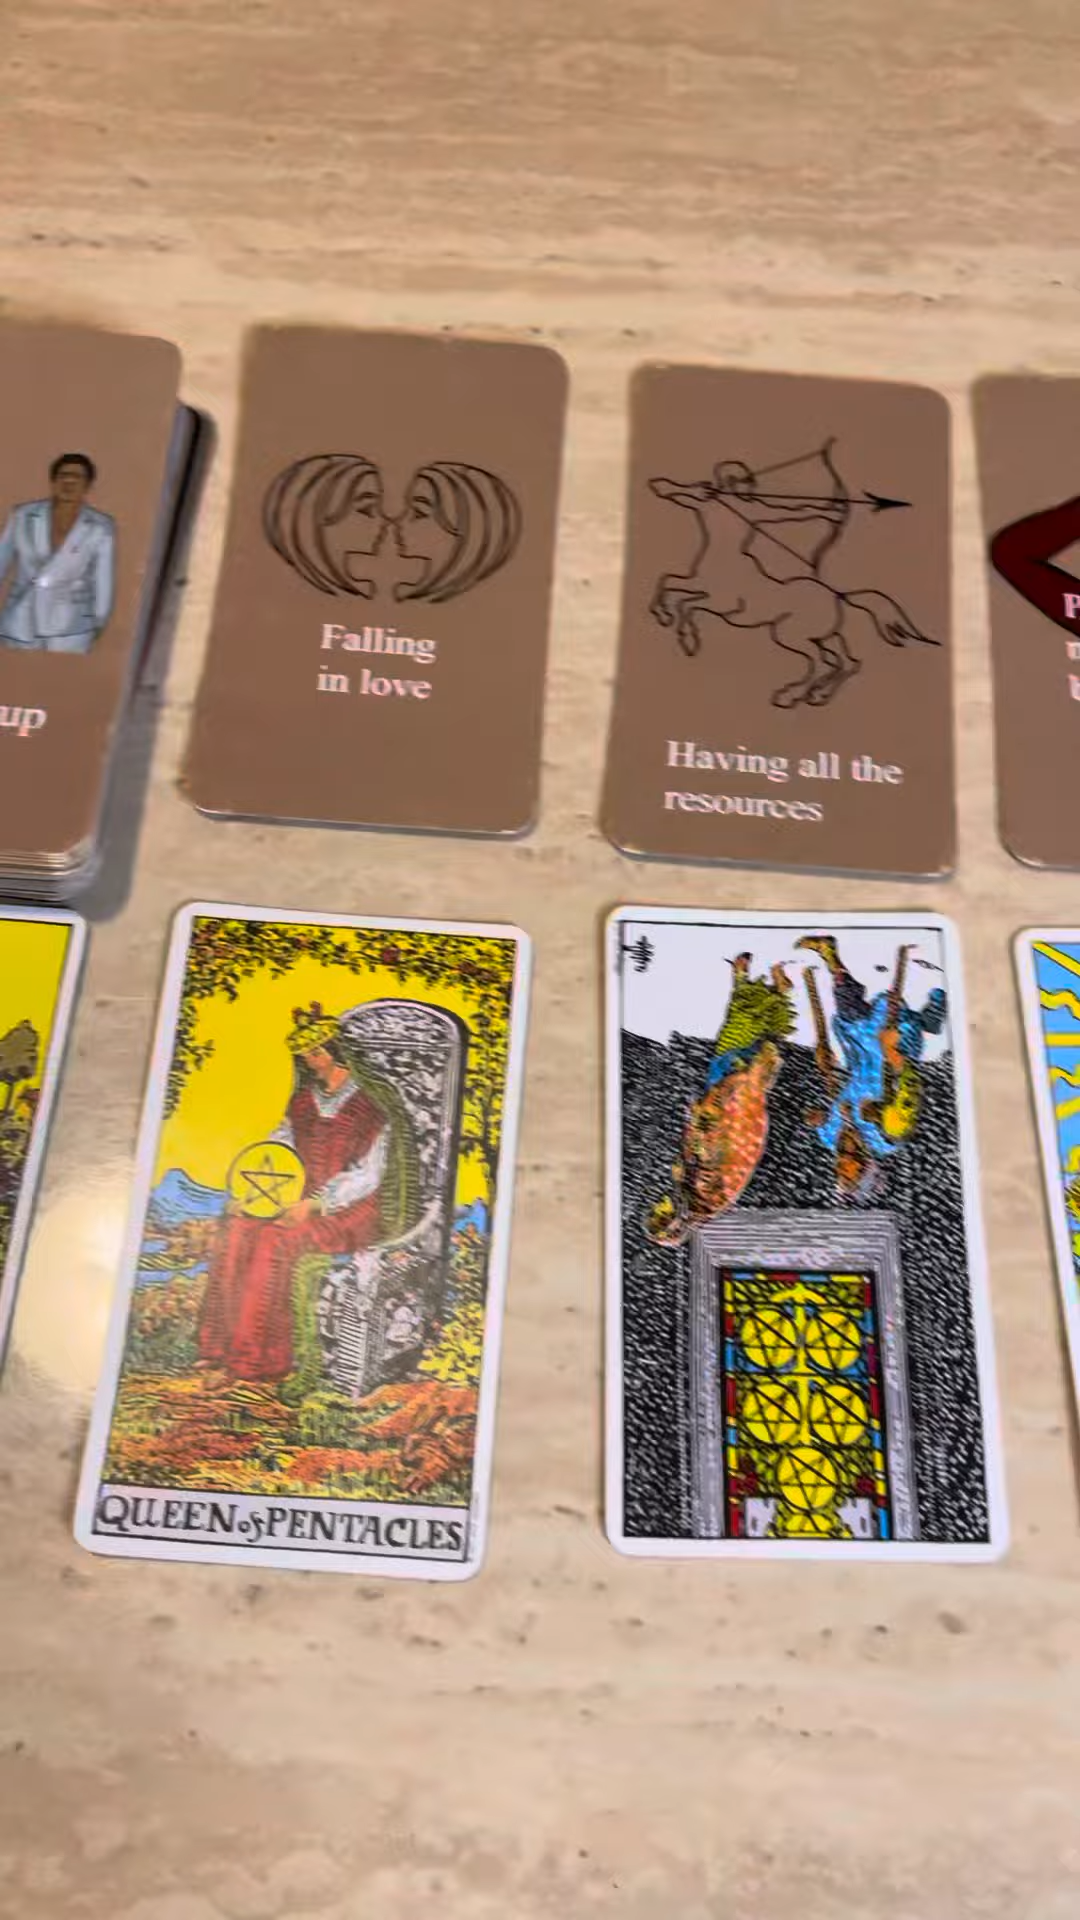 up
Falling
in love
Having all the
resources
QUEEN of PENTACLES